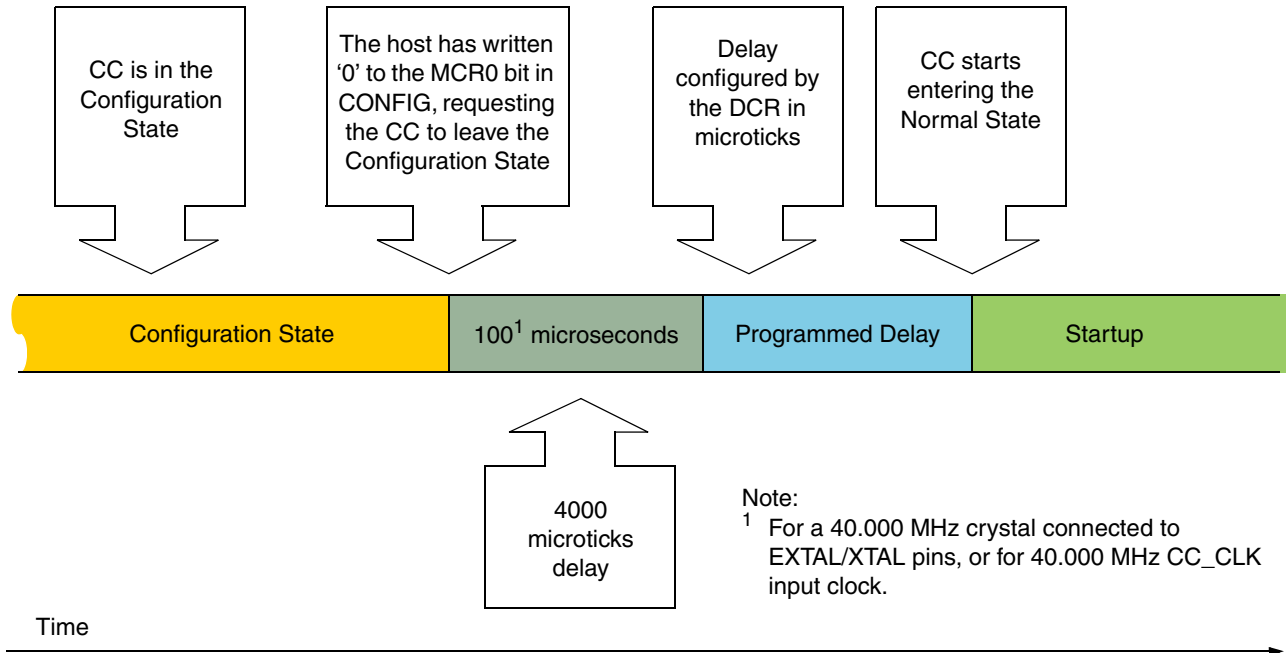 CC is in the
Configuration
State
The host has written
‘0’ to the MCR0 bit in
CONFIG, requesting
the CC to leave the
Configuration State
Delay
configured by
the DCR in
microticks
CC starts
entering the
Normal State
Configuration State
100¹ microseconds
Programmed Delay
Startup
4000
microticks
delay
Note:
¹ For a 40.000 MHz crystal connected to
EXTAL/XTAL pins, or for 40.000 MHz CC_CLK
input clock.
Time